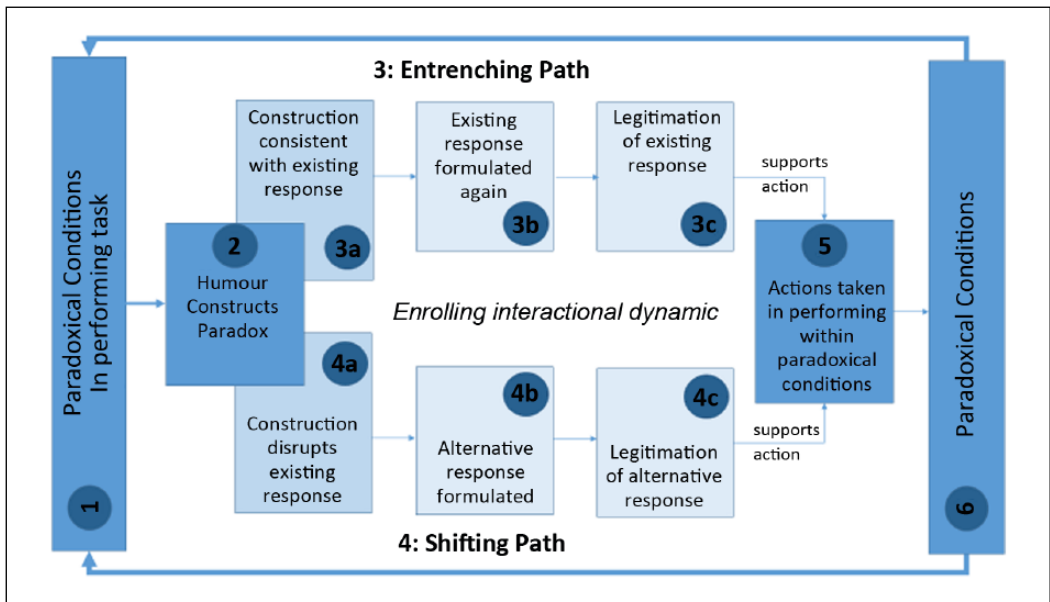 Paradoxical Conditions
In performing task
1
3: Entrenching Path
Construction
consistent
with existing
response
3a
Existing
response
formulated
again
3b
Legitimation
of existing
response
3c
supports
action
2
Humour
Constructs
Paradox
Enrolling interactional dynamic
4a
Construction
disrupts
existing
response
4b
Alternative
response
formulated
4c
Legitimation
of alternative
response
supports
action
4: Shifting Path
5
Actions taken
in performing
within
paradoxical
conditions
Paradoxical Conditions
6